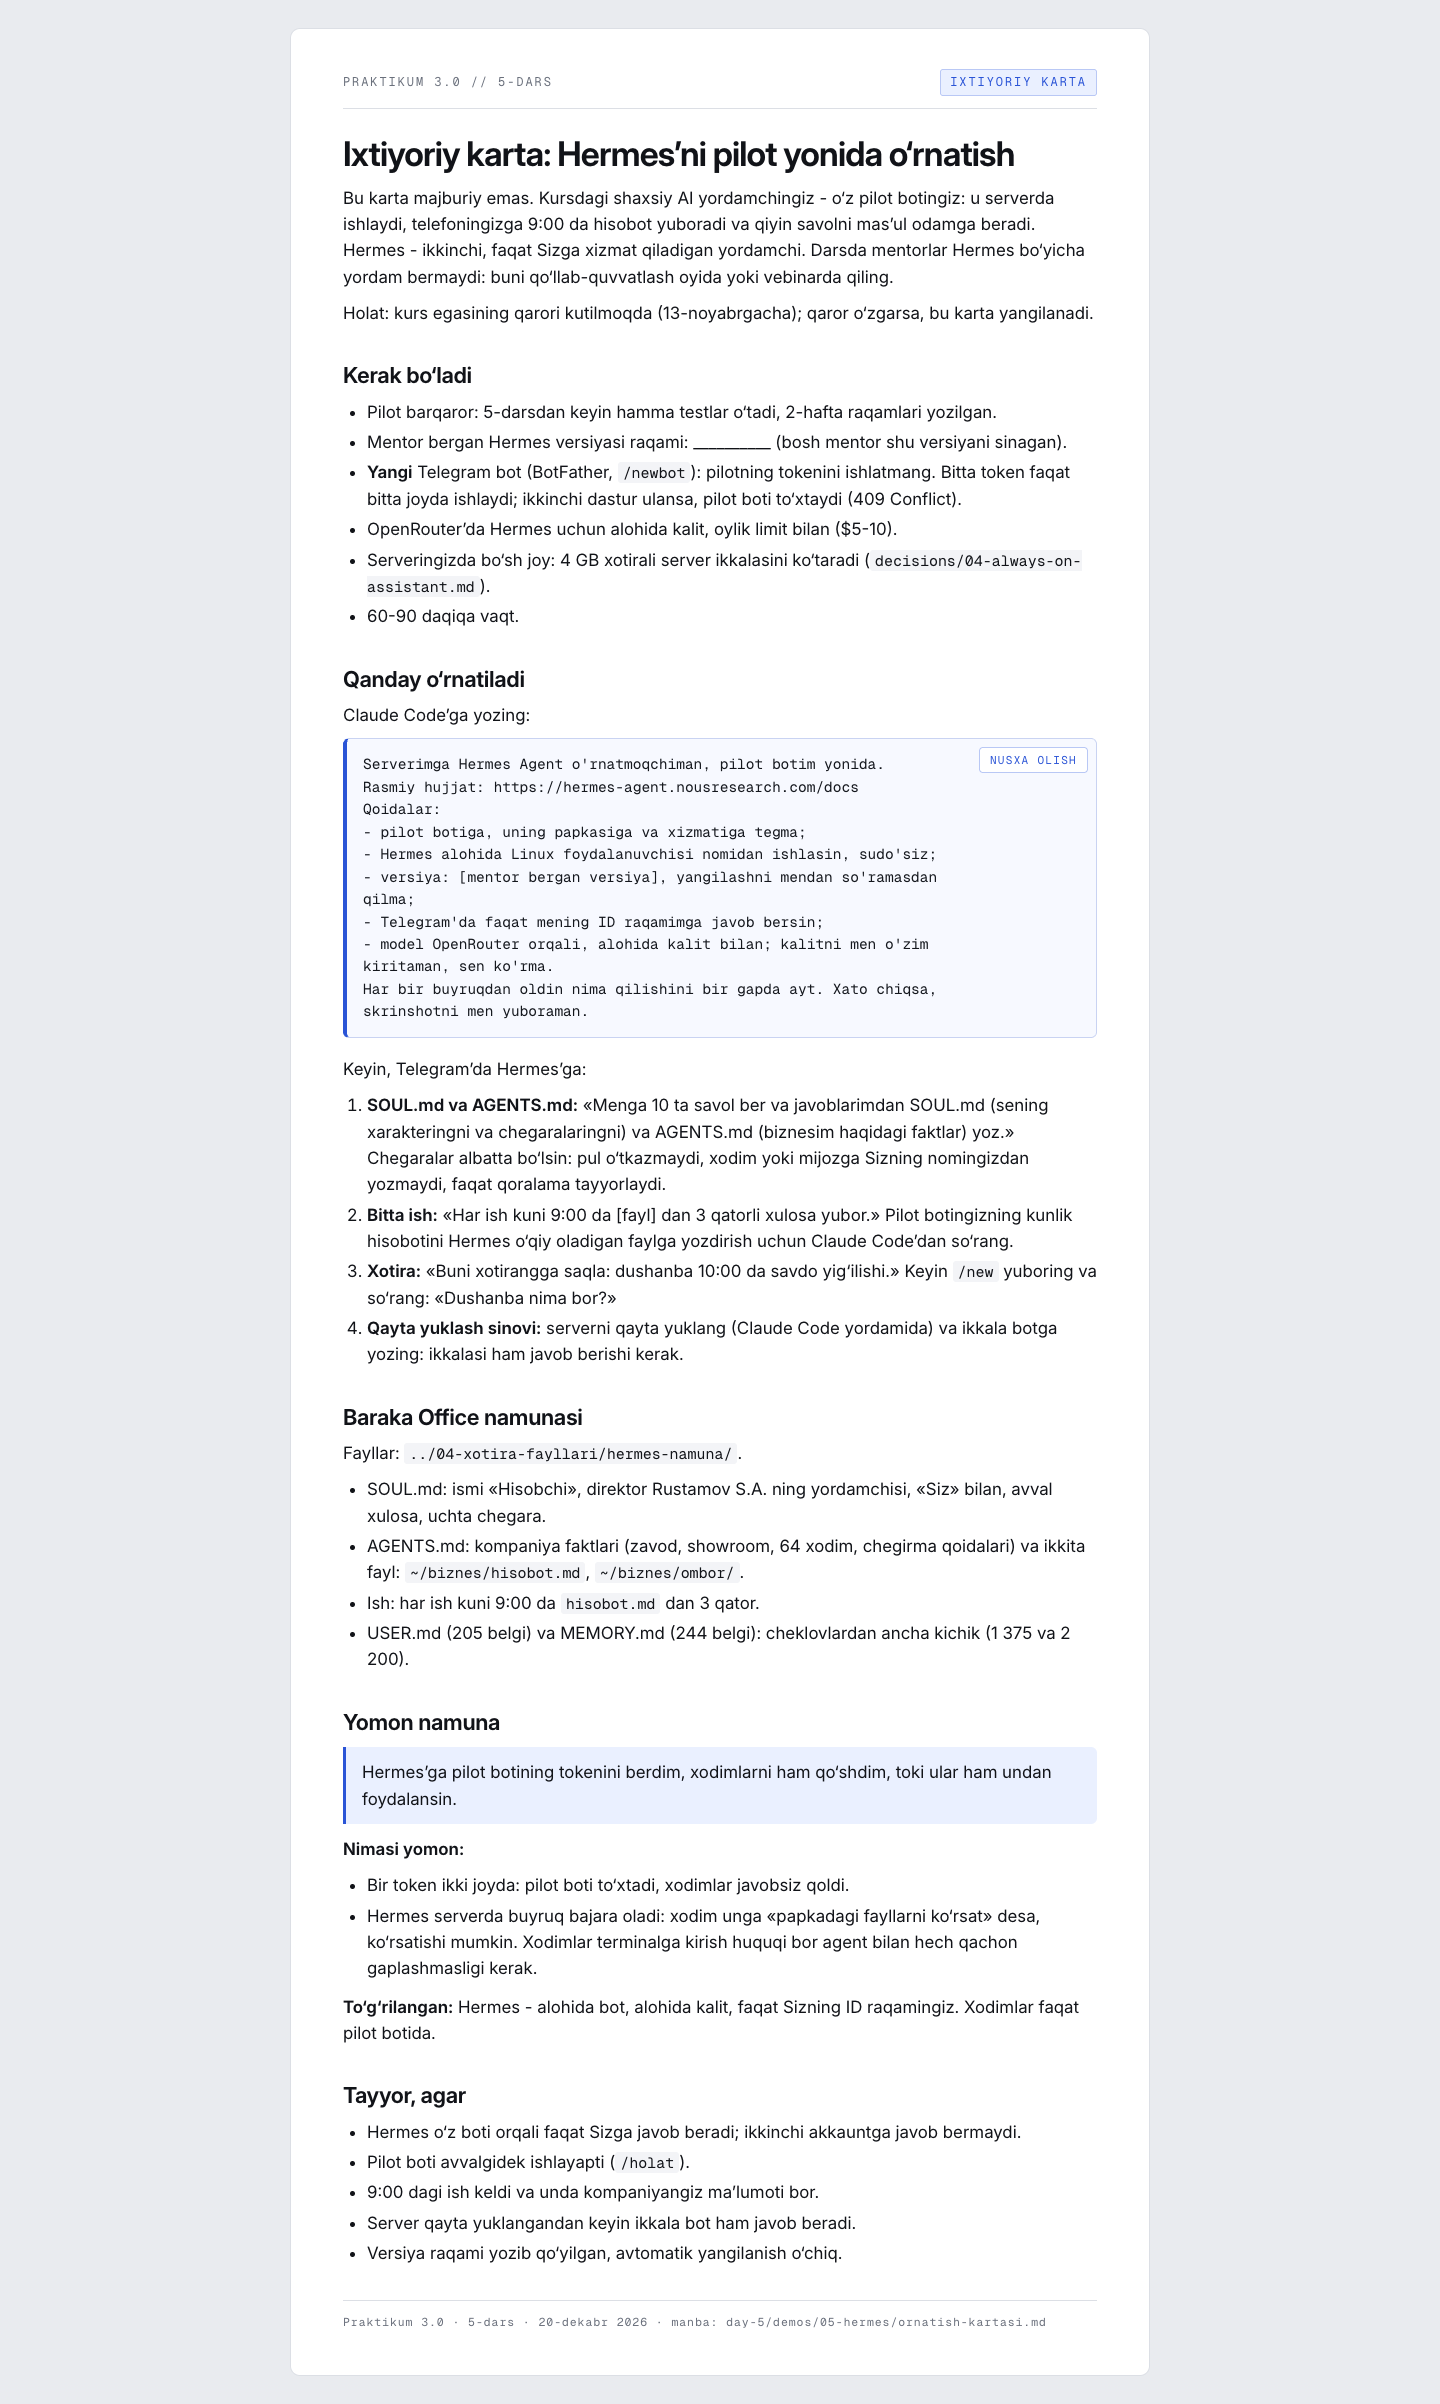 PRAKTIKUM 3.0 // 5-DARS
IXTIYORIY KARTA
Ixtiyoriy karta: Hermes’ni pilot yonida o‘rnatish
Bu karta majburiy emas. Kursdagi shaxsiy AI yordamchingiz - o‘z pilot botingiz: u serverda
ishlaydi, telefoningizga 9:00 da hisobot yuboradi va qiyin savolni mas’ul odamga beradi.
Hermes - ikkinchi, faqat Sizga xizmat qiladigan yordamchi. Darsda mentorlar Hermes bo‘yicha
yordam bermaydi: buni qo‘llab-quvvatlash oyida yoki vebinarda qiling.
Holat: kurs egasining qarori kutilmoqda (13-noyabrgacha); qaror o‘zgarsa, bu karta yangilanadi.
Kerak bo‘ladi
• Pilot barqaror: 5-darsdan keyin hamma testlar o‘tadi, 2-hafta raqamlari yozilgan.
• Mentor bergan Hermes versiyasi raqami: __________ (bosh mentor shu versiyani sinagan).
• Yangi Telegram bot (BotFather, /newbot): pilotning tokenini ishlatmang. Bitta token faqat
bitta joyda ishlaydi; ikkinchi dastur ulansa, pilot boti to‘xtaydi (409 Conflict).
• OpenRouter’da Hermes uchun alohida kalit, oylik limit bilan ($5-10).
• Serveringizda bo‘sh joy: 4 GB xotirali server ikkalasini ko‘taradi (decisions/04-always-on-
assistant.md).
• 60-90 daqiqa vaqt.
Qanday o‘rnatiladi
Claude Code’ga yozing:
NUSXA OLISH
Serverimga Hermes Agent o'rnatmoqchiman, pilot botim yonida.
Rasmiy hujjat: https://hermes-agent.nousresearch.com/docs
Qoidalar:
- pilot botiga, uning papkasiga va xizmatiga tegma;
- Hermes alohida Linux foydalanuvchisi nomidan ishlasin, sudo'siz;
- versiya: [mentor bergan versiya], yangilashni mendan so'ramasdan
qilma;
- Telegram'da faqat mening ID raqamimga javob bersin;
- model OpenRouter orqali, alohida kalit bilan; kalitni men o'zim
kiritaman, sen ko'rma.
Har bir buyruqdan oldin nima qilishini bir gapda ayt. Xato chiqsa,
skrinshotni men yuboraman.
Keyin, Telegram’da Hermes’ga:
1. SOUL.md va AGENTS.md: «Menga 10 ta savol ber va javoblarimdan SOUL.md (sening
xarakteringni va chegaralaringni) va AGENTS.md (biznesim haqidagi faktlar) yoz.»
Chegaralar albatta bo‘lsin: pul o‘tkazmaydi, xodim yoki mijozga Sizning nomingizdan
yozmaydi, faqat qoralama tayyorlaydi.
2. Bitta ish: «Har ish kuni 9:00 da [fayl] dan 3 qatorli xulosa yubor.» Pilot botingizning kunlik
hisobotini Hermes o‘qiy oladigan faylga yozdirish uchun Claude Code’dan so‘rang.
3. Xotira: «Buni xotirangga saqla: dushanba 10:00 da savdo yig‘ilishi.» Keyin /new yuboring va
so‘rang: «Dushanba nima bor?»
4. Qayta yuklash sinovi: serverni qayta yuklang (Claude Code yordamida) va ikkala botga
yozing: ikkalasi ham javob berishi kerak.
Baraka Office namunasi
Fayllar: ../04-xotira-fayllari/hermes-namuna/.
• SOUL.md: ismi «Hisobchi», direktor Rustamov S.A. ning yordamchisi, «Siz» bilan, avval
xulosa, uchta chegara.
• AGENTS.md: kompaniya faktlari (zavod, showroom, 64 xodim, chegirma qoidalari) va ikkita
fayl: ~/biznes/hisobot.md, ~/biznes/ombor/.
• Ish: har ish kuni 9:00 da hisobot.md dan 3 qator.
• USER.md (205 belgi) va MEMORY.md (244 belgi): cheklovlardan ancha kichik (1 375 va 2
200).
Yomon namuna
Hermes’ga pilot botining tokenini berdim, xodimlarni ham qo‘shdim, toki ular ham undan
foydalansin.
Nimasi yomon:
• Bir token ikki joyda: pilot boti to‘xtadi, xodimlar javobsiz qoldi.
• Hermes serverda buyruq bajara oladi: xodim unga «papkadagi fayllarni ko‘rsat» desa,
ko‘rsatishi mumkin. Xodimlar terminalga kirish huquqi bor agent bilan hech qachon
gaplashmasligi kerak.
To‘g‘rilangan: Hermes - alohida bot, alohida kalit, faqat Sizning ID raqamingiz. Xodimlar faqat
pilot botida.
Tayyor, agar
• Hermes o‘z boti orqali faqat Sizga javob beradi; ikkinchi akkauntga javob bermaydi.
• Pilot boti avvalgidek ishlayapti (/holat).
• 9:00 dagi ish keldi va unda kompaniyangiz ma’lumoti bor.
• Server qayta yuklangandan keyin ikkala bot ham javob beradi.
• Versiya raqami yozib qo‘yilgan, avtomatik yangilanish o‘chiq.
Praktikum 3.0 · 5-dars · 20-dekabr 2026 · manba: day-5/demos/05-hermes/ornatish-kartasi.md